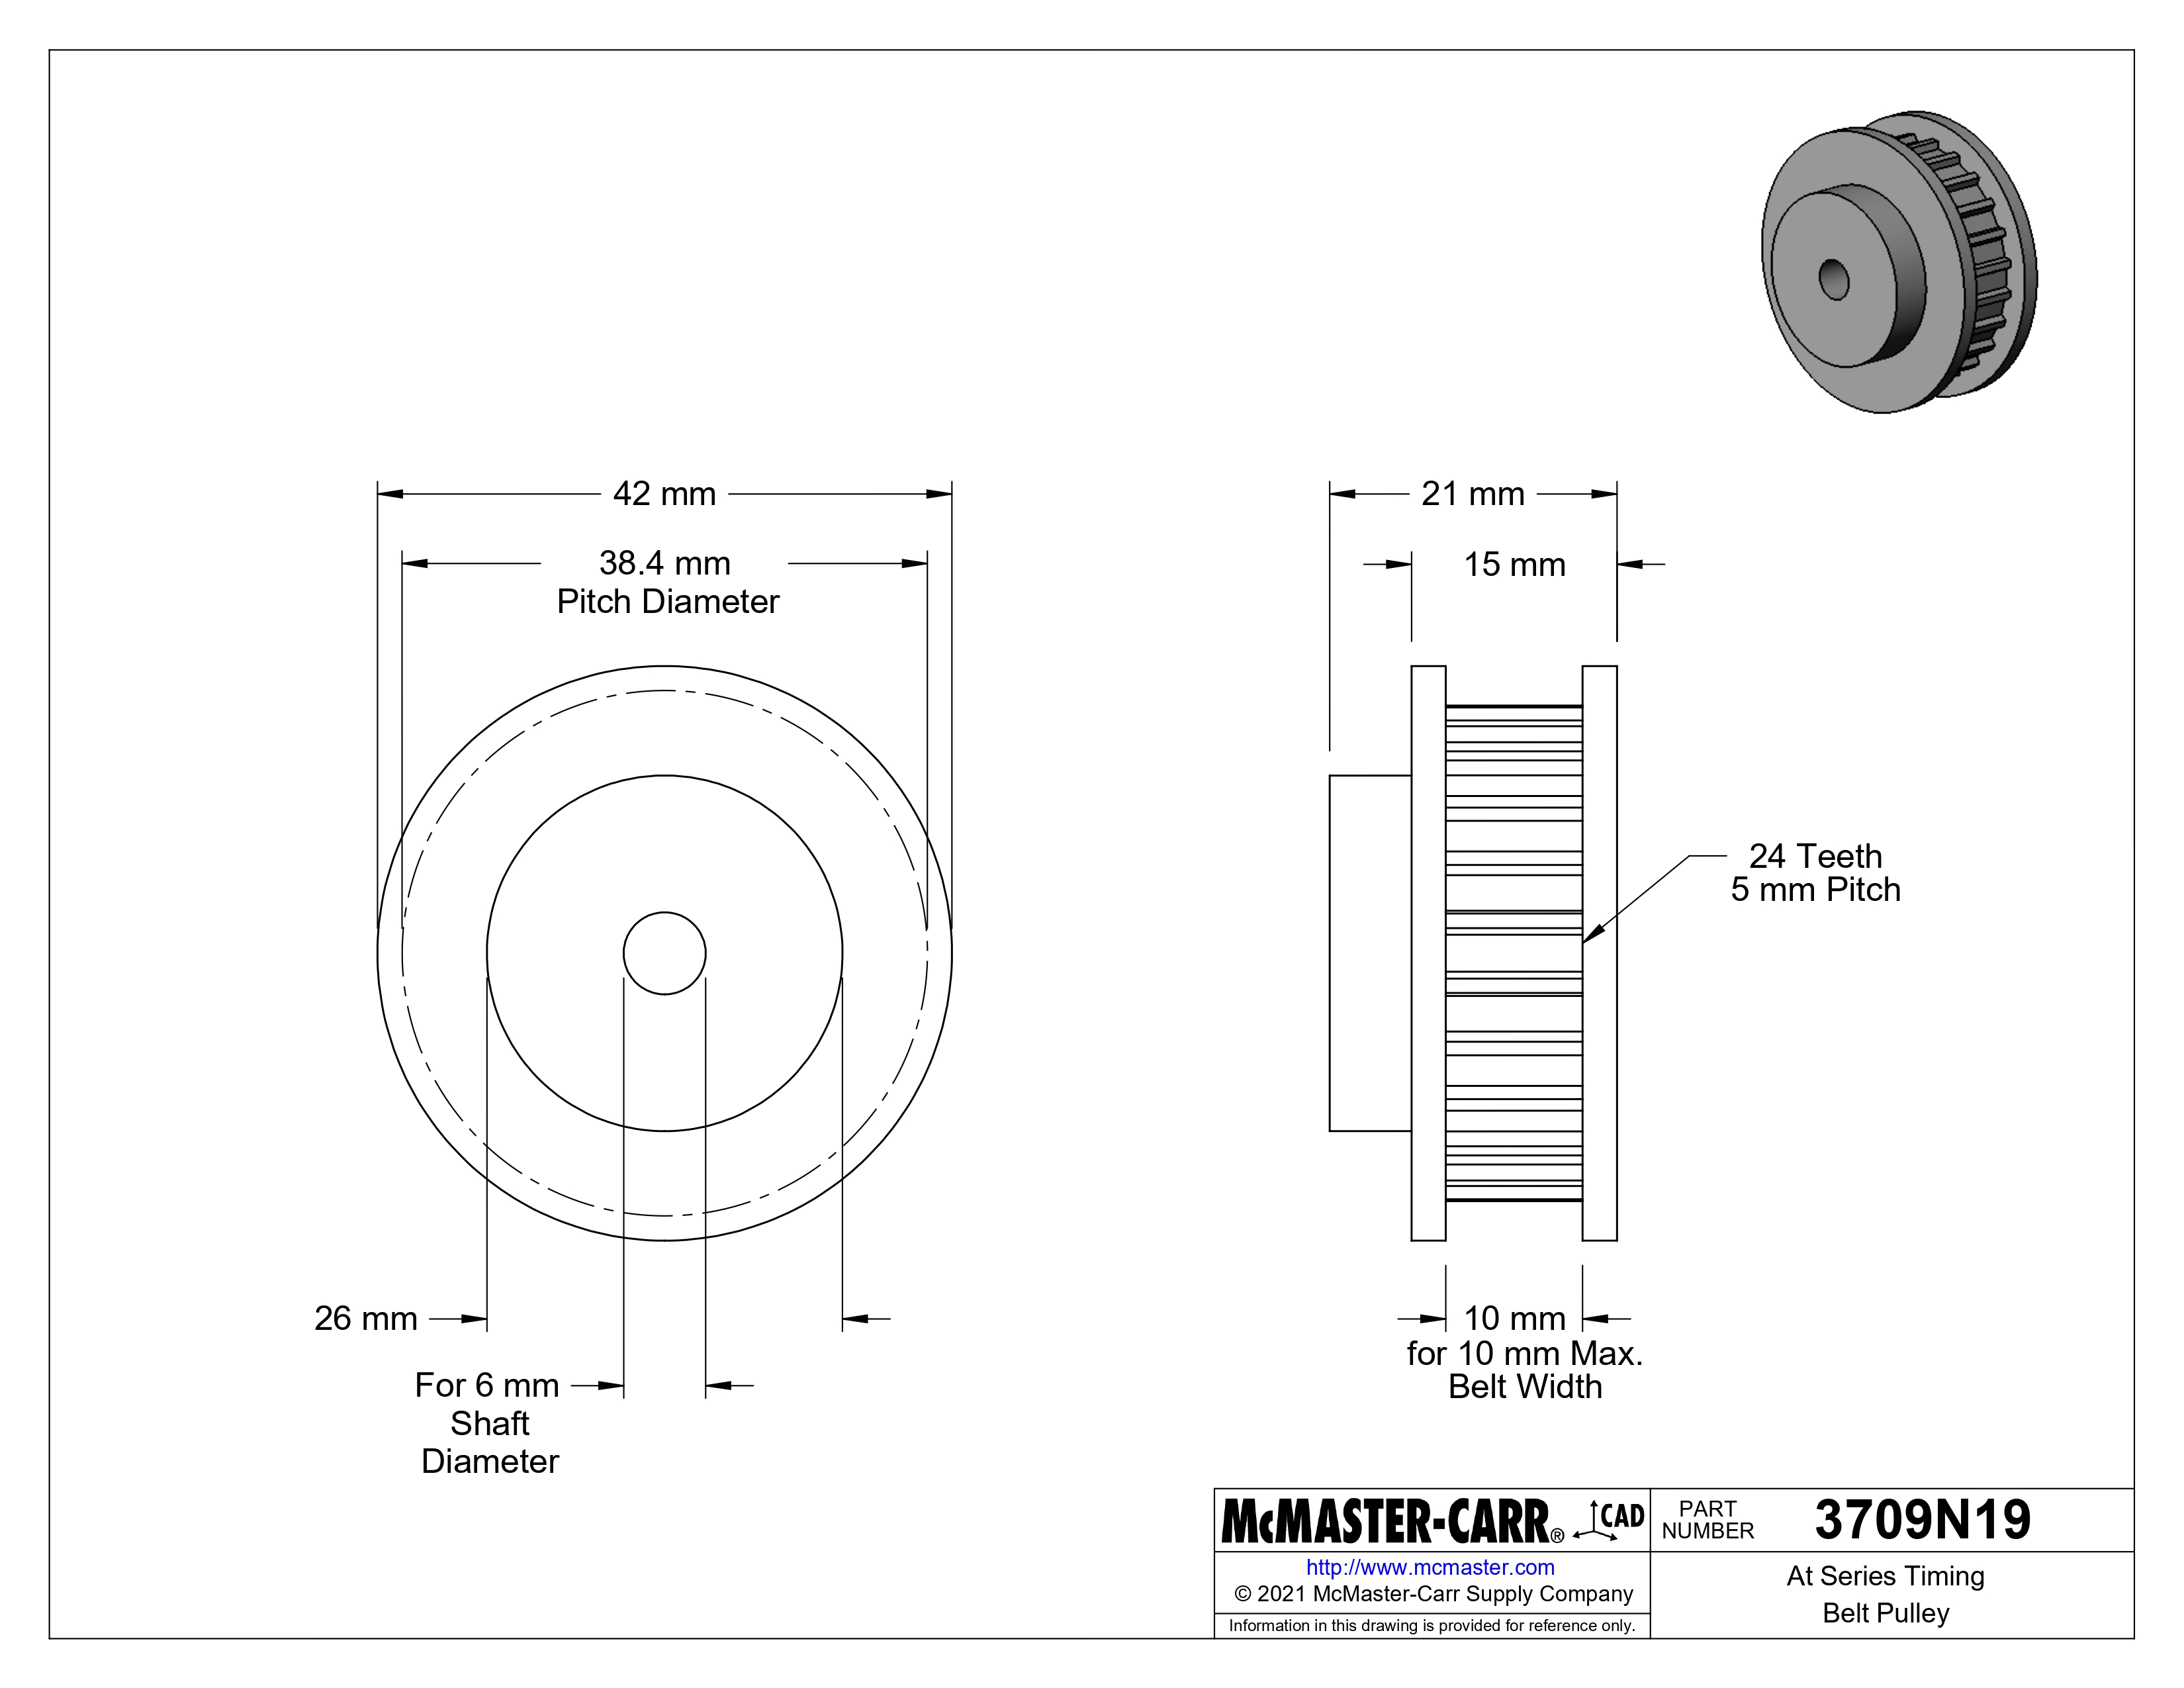 42 mm
38.4 mm
Pitch Diameter
26 mm
For 6 mm
Shaft
Diameter
21 mm
15 mm
24 Teeth
5 mm Pitch
10 mm
for 10 mm Max.
Belt Width
McMASTER-CARR® CAD
http://www.mcmaster.com
© 2021 McMaster-Carr Supply Company
Information in this drawing is provided for reference only.
PART
NUMBER
3709N19
At Series Timing
Belt Pulley